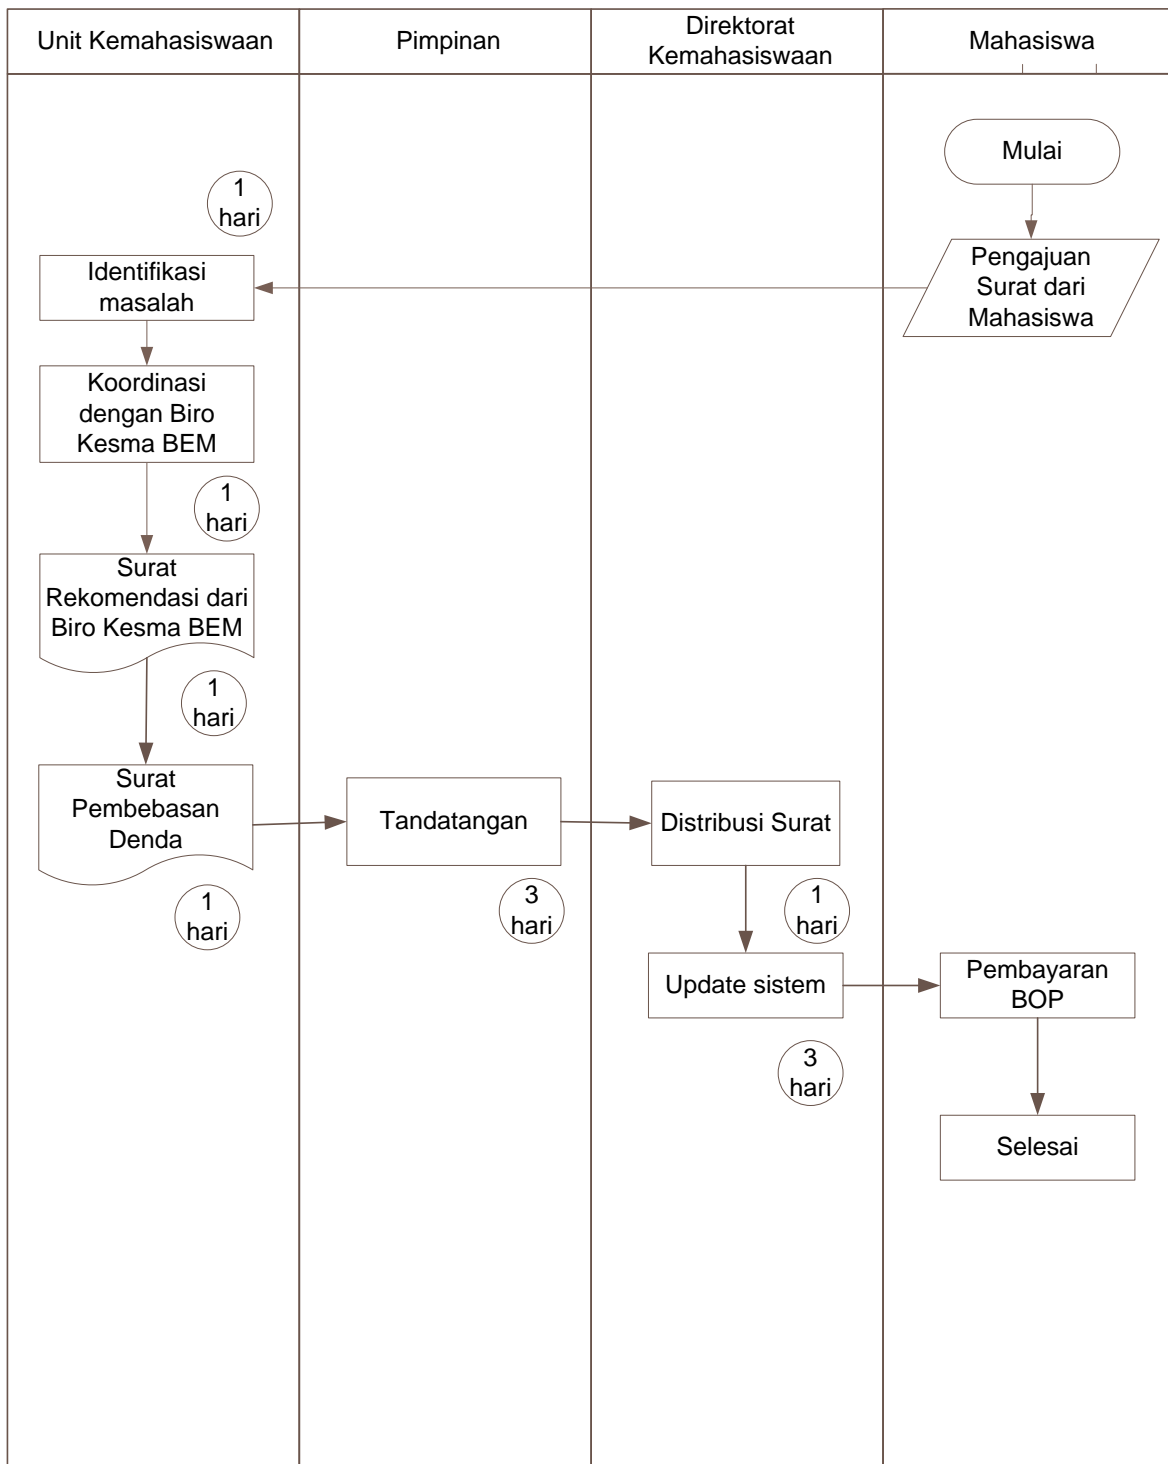 Unit Kemahasiswaan
Pimpinan
Direktorat
Kemahasiswaan
Mahasiswa
Mulai
1
hari
Pengajuan
Surat dari
Mahasiswa
Identifikasi
masalah
Koordinasi
dengan Biro
Kesma BEM
1
hari
Surat
Rekomendasi dari
Biro Kesma BEM
1
hari
Surat
Pembebasan
Denda
Tandatangan
Distribusi Surat
1
hari
3
hari
1
hari
Update sistem
Pembayaran
BOP
3
hari
Selesai